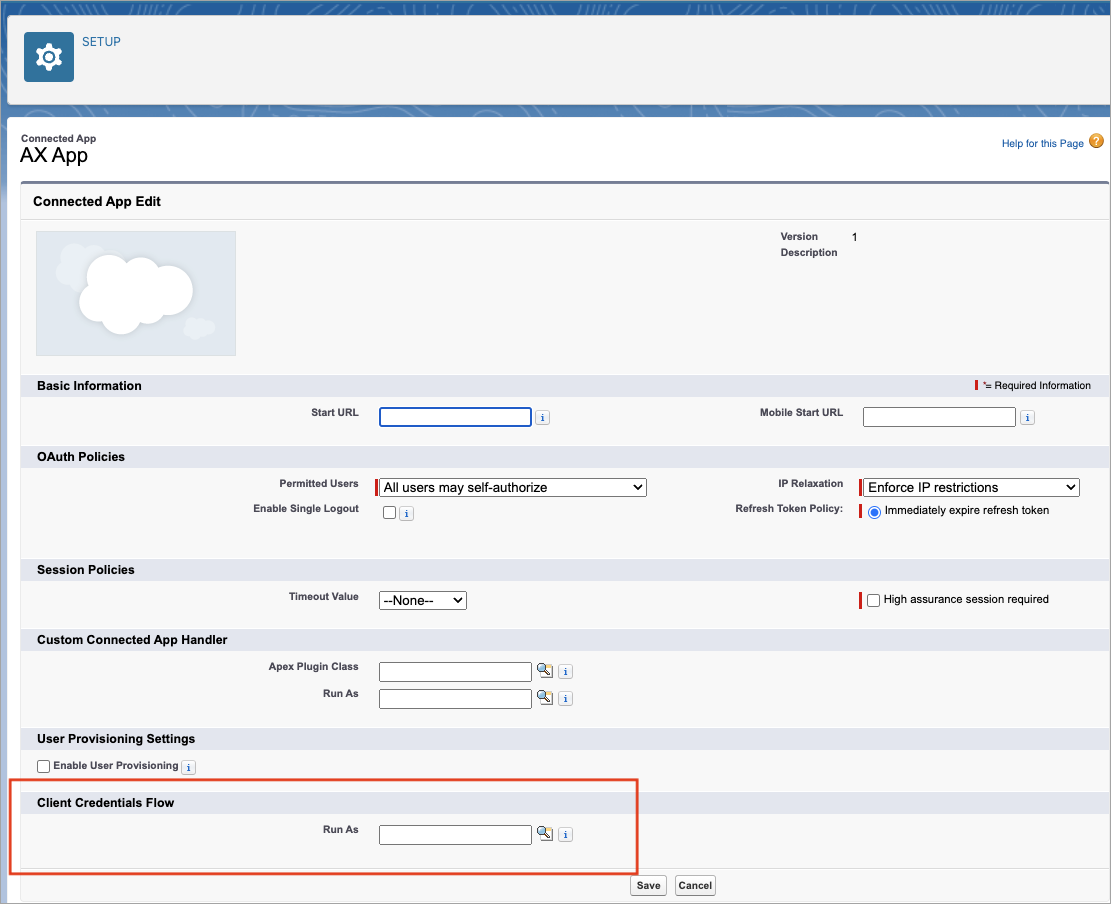 SETUP
Connected App
AX App
Help for this Page ?
Connected App Edit
Version 1
Description
Basic Information
*= Required Information
Start URL
i
Mobile Start URL
i
OAuth Policies
Permitted Users
All users may self-authorize
IP Relaxation
Enforce IP restrictions
Enable Single Logout
i
Refresh Token Policy:
Immediately expire refresh token
Session Policies
Timeout Value
--None--
High assurance session required
Custom Connected App Handler
Apex Plugin Class
i
Run As
i
User Provisioning Settings
Enable User Provisioning
i
Client Credentials Flow
Run As
i
Save Cancel